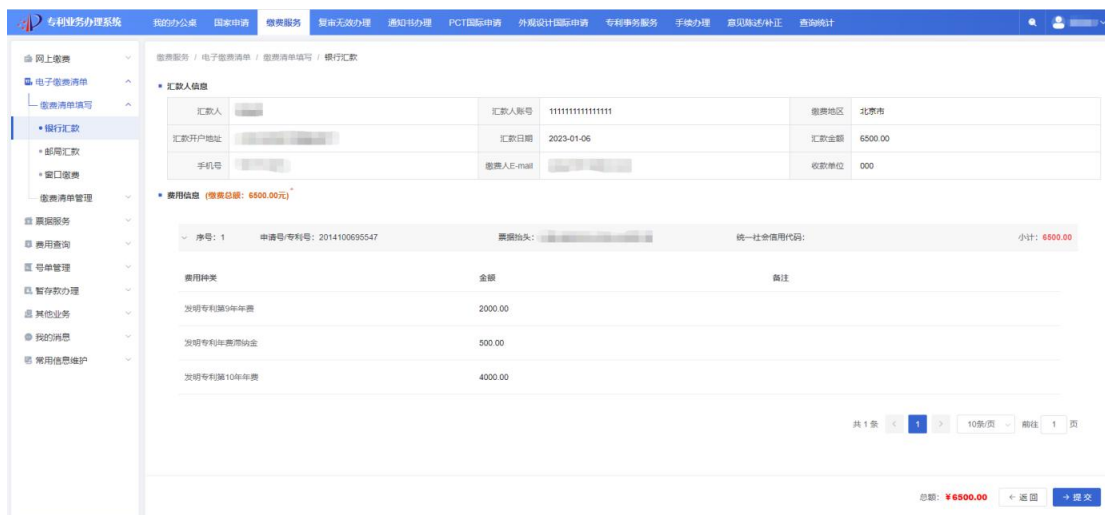 专利业务办理系统
我的办公桌 国家申请 缴费服务 复审无效办理 通知书办理 PCT国际申请 外观设计国际申请 专利事务服务 手续办理 意见陈述/补正 查询统计
网上缴费
电子缴费清单
缴费清单填写
银行汇款
邮局汇款
窗口缴费
缴费清单管理
票据服务
费用查询
号单管理
暂存款办理
其他业务
我的消息
常用信息维护
缴费服务 / 电子缴费清单 / 缴费清单填写 / 银行汇款
汇款人信息
汇款人 汇款人账号 1111111111111111 缴费地区 北京市
汇款开户地址 汇款日期 2023-01-06 汇款金额 6500.00
手机号 缴费人E-mail 收款单位 000
费用信息 (缴费总额：6500.00元)
序号：1 申请号/专利号：2014100695547 票据抬头： 统一社会信用代码： 小计：6500.00
费用种类 金额 备注
发明专利第9年年费 2000.00
发明专利年费滞纳金 500.00
发明专利第10年年费 4000.00
共 1 条 < 1 > 10条/页 前往 1 页
总额：¥6500.00 ←返回 →提交